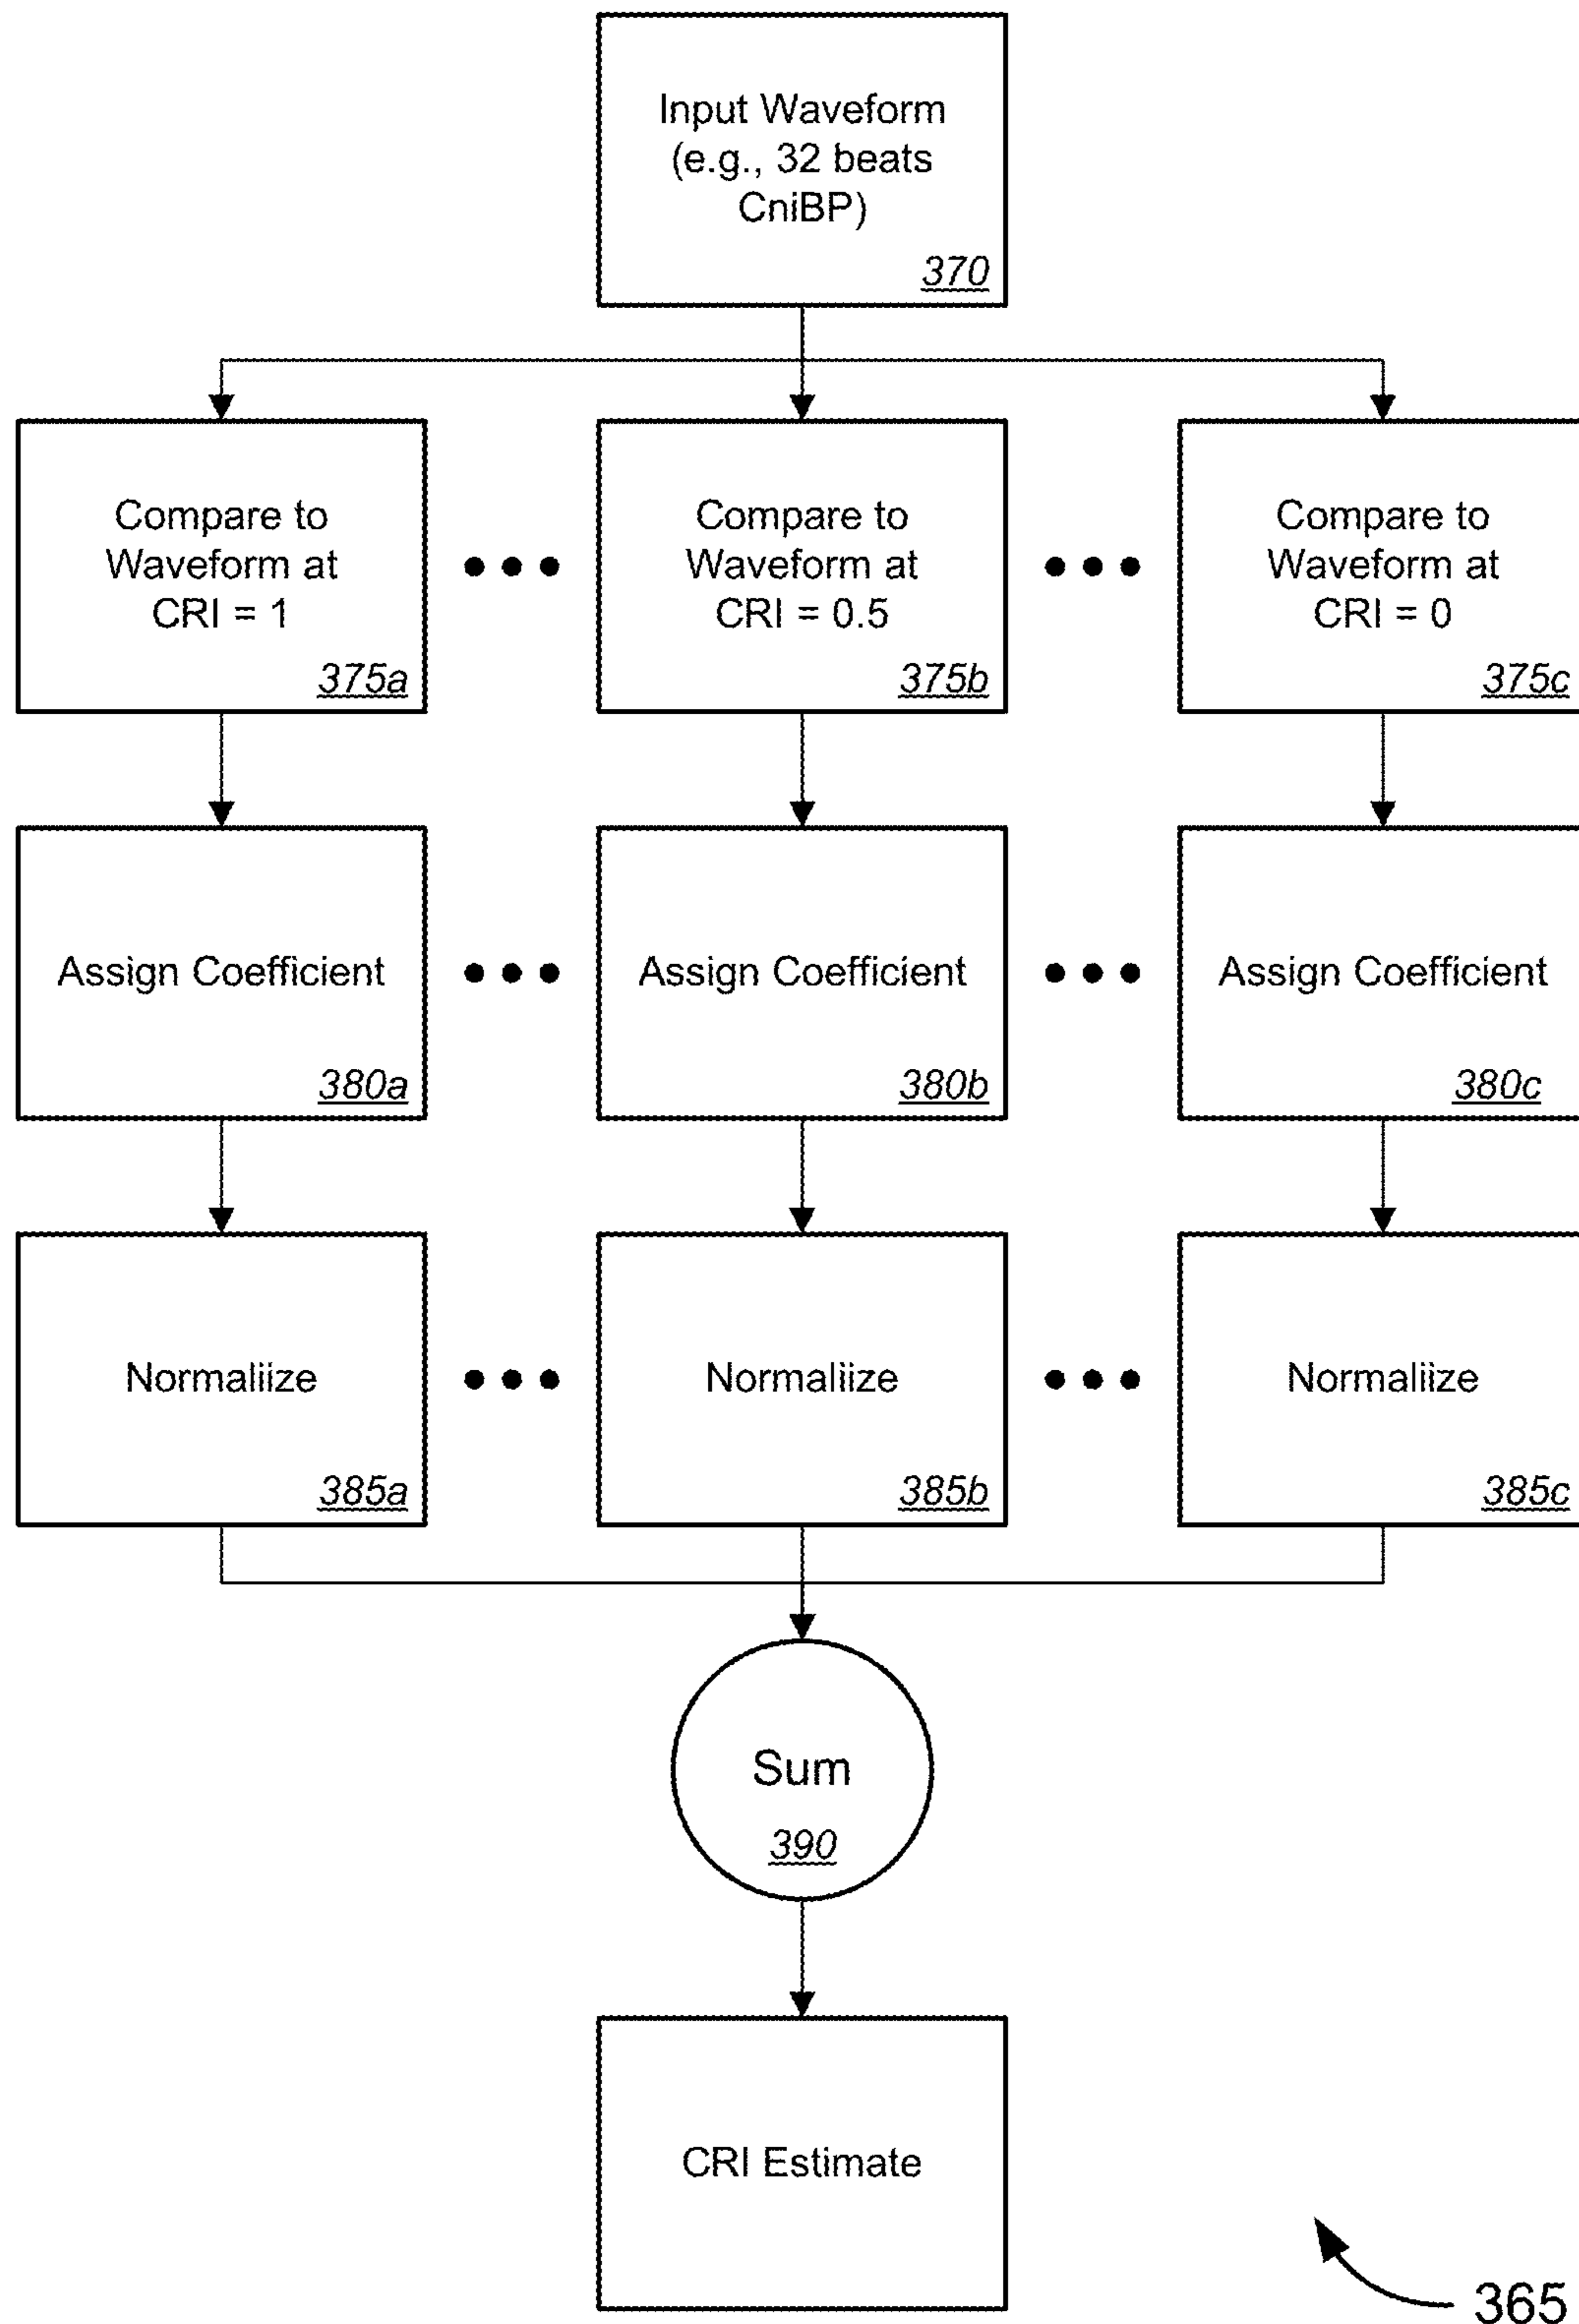 Input Waveform
(e.g., 32 beats
CniBP)
370
Compare to
Waveform at
CRI = 1
375a
Compare to
Waveform at
CRI = 0.5
375b
Compare to
Waveform at
CRI = 0
375c
Assign Coefficient
380a
Assign Coefficient
380b
Assign Coefficient
380c
Normaliize
385a
Normaliize
385b
Normaliize
385c
Sum
390
CRI Estimate
365